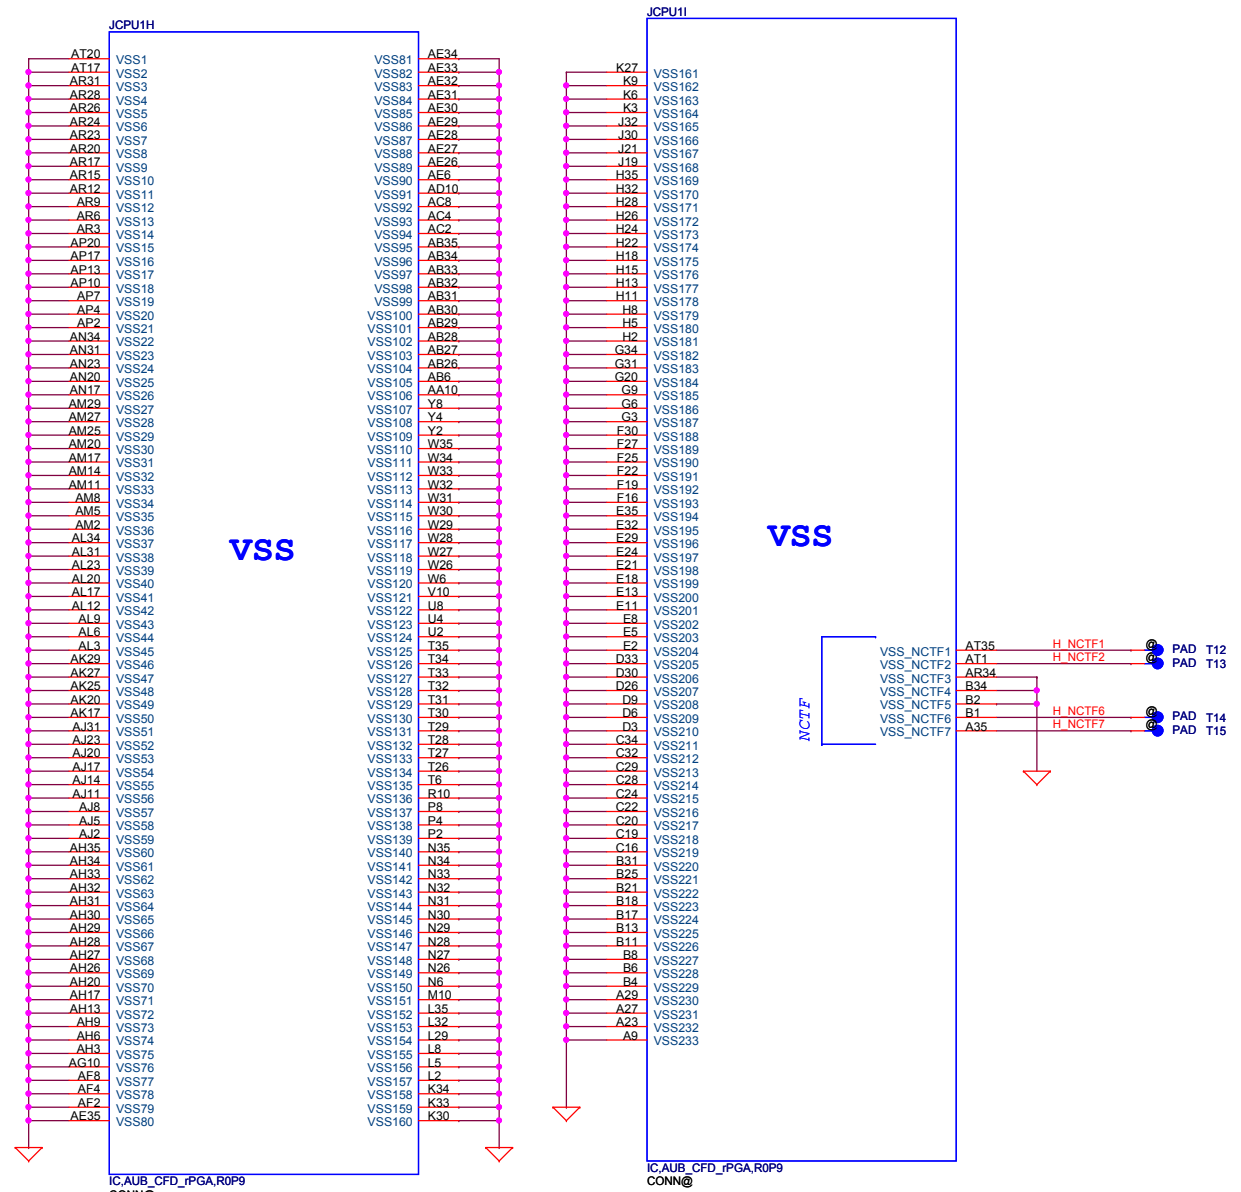 JCPU1H
AT20 VSS1 VSS81 AE34
AT17 VSS2 VSS82 AE33
AR31 VSS3 VSS83 AE32
AR28 VSS4 VSS84 AE31
AR26 VSS5 VSS85 AE30
AR24 VSS6 VSS86 AE29
AR23 VSS7 VSS87 AE28
AR20 VSS8 VSS88 AE27
AR17 VSS9 VSS89 AE26
AR15 VSS10 VSS90 AE6
AR12 VSS11 VSS91 AD10
AR9 VSS12 VSS92 AC8
AR6 VSS13 VSS93 AC4
AR3 VSS14 VSS94 AC2
AP20 VSS15 VSS95 AB35
AP17 VSS16 VSS96 AB34
AP13 VSS17 VSS97 AB33
AP10 VSS18 VSS98 AB32
AP7 VSS19 VSS99 AB31
AP4 VSS20 VSS100 AB30
AP2 VSS21 VSS101 AB29
AN34 VSS22 VSS102 AB28
AN31 VSS23 VSS103 AB27
AN23 VSS24 VSS104 AB26
AN20 VSS25 VSS105 AB6
AN17 VSS26 VSS106 AA10
AM29 VSS27 VSS107 Y8
AM27 VSS28 VSS108 Y4
AM25 VSS29 VSS109 Y2
AM20 VSS30 VSS110 W35
AM17 VSS31 VSS111 W34
AM14 VSS32 VSS112 W33
AM11 VSS33 VSS113 W32
AM8 VSS34 VSS114 W31
AM5 VSS35 VSS115 W30
AM2 VSS36 VSS116 W29
AL34 VSS37 VSS117 W28
AL31 VSS38 VSS118 W27
AL23 VSS39 VSS119 W26
AL20 VSS40 VSS120 W6
AL17 VSS41 VSS121 V10
AL12 VSS42 VSS122 U8
AL9 VSS43 VSS123 U4
AL6 VSS44 VSS124 U2
AL3 VSS45 VSS125 T35
AK29 VSS46 VSS126 T34
AK27 VSS47 VSS127 T33
AK25 VSS48 VSS128 T32
AK20 VSS49 VSS129 T31
AK17 VSS50 VSS130 T30
AJ31 VSS51 VSS131 T29
AJ23 VSS52 VSS132 T28
AJ20 VSS53 VSS133 T27
AJ17 VSS54 VSS134 T26
AJ14 VSS55 VSS135 T6
AJ11 VSS56 VSS136 R10
AJ8 VSS57 VSS137 P8
AJ5 VSS58 VSS138 P4
AJ2 VSS59 VSS139 P2
AH35 VSS60 VSS140 N35
AH34 VSS61 VSS141 N34
AH33 VSS62 VSS142 N33
AH32 VSS63 VSS143 N32
AH31 VSS64 VSS144 N31
AH30 VSS65 VSS145 N30
AH29 VSS66 VSS146 N29
AH28 VSS67 VSS147 N28
AH27 VSS68 VSS148 N27
AH26 VSS69 VSS149 N26
AH20 VSS70 VSS150 N6
AH17 VSS71 VSS151 M10
AH13 VSS72 VSS152 L35
AH9 VSS73 VSS153 L32
AH6 VSS74 VSS154 L29
AH3 VSS75 VSS155 L8
AG10 VSS76 VSS156 L5
AF8 VSS77 VSS157 L2
AF4 VSS78 VSS158 K34
AF2 VSS79 VSS159 K33
AE35 VSS80 VSS160 K30
VSS
IC,AUB_CFD_rPGA,R0P9
CONN@
JCPU1I
K27 VSS161
K9 VSS162
K6 VSS163
K3 VSS164
J32 VSS165
J30 VSS166
J21 VSS167
J19 VSS168
H35 VSS169
H32 VSS170
H28 VSS171
H26 VSS172
H24 VSS173
H22 VSS174
H18 VSS175
H15 VSS176
H13 VSS177
H11 VSS178
H8 VSS179
H5 VSS180
H2 VSS181
G34 VSS182
G31 VSS183
G20 VSS184
G9 VSS185
G6 VSS186
G3 VSS187
F30 VSS188
F27 VSS189
F25 VSS190
F22 VSS191
F19 VSS192
F16 VSS193
E35 VSS194
E32 VSS195
E29 VSS196
E24 VSS197
E21 VSS198
E18 VSS199
E13 VSS200
E11 VSS201
E8 VSS202
E5 VSS203
E2 VSS204
D33 VSS205
D30 VSS206
D26 VSS207
D9 VSS208
D6 VSS209
D3 VSS210
C34 VSS211
C32 VSS212
C29 VSS213
C28 VSS214
C24 VSS215
C22 VSS216
C20 VSS217
C19 VSS218
C16 VSS219
B31 VSS220
B25 VSS221
B21 VSS222
B18 VSS223
B17 VSS224
B13 VSS225
B11 VSS226
B8 VSS227
B6 VSS228
B4 VSS229
A29 VSS230
A27 VSS231
A23 VSS232
A9 VSS233
VSS
NCTF
VSS_NCTF1 AT35 H_NCTF1 @ PAD T12
VSS_NCTF2 AT1 H_NCTF2 @ PAD T13
VSS_NCTF3 AR34
VSS_NCTF4 B34
VSS_NCTF5 B2
VSS_NCTF6 B1 H_NCTF6 @ PAD T14
VSS_NCTF7 A35 H_NCTF7 @ PAD T15
IC,AUB_CFD_rPGA,R0P9
CONN@